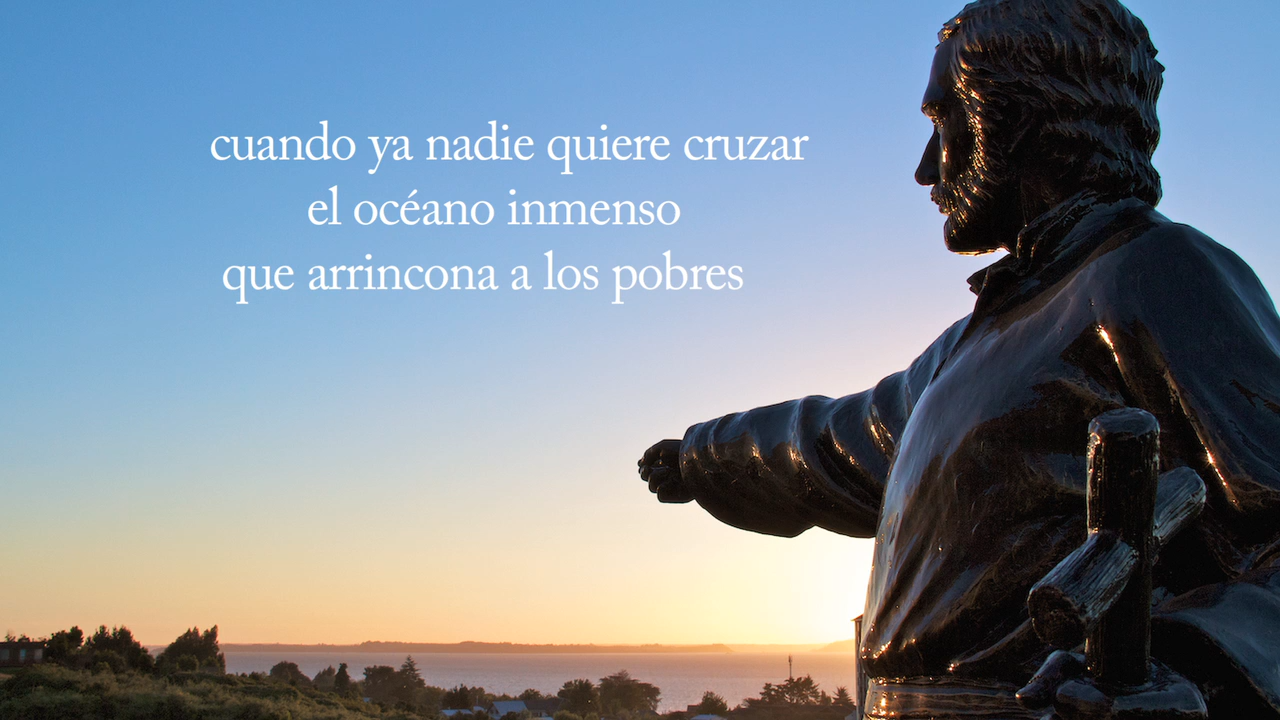 cuando ya nadie quiere cruzar
el océano inmenso
que arrincona a los pobres